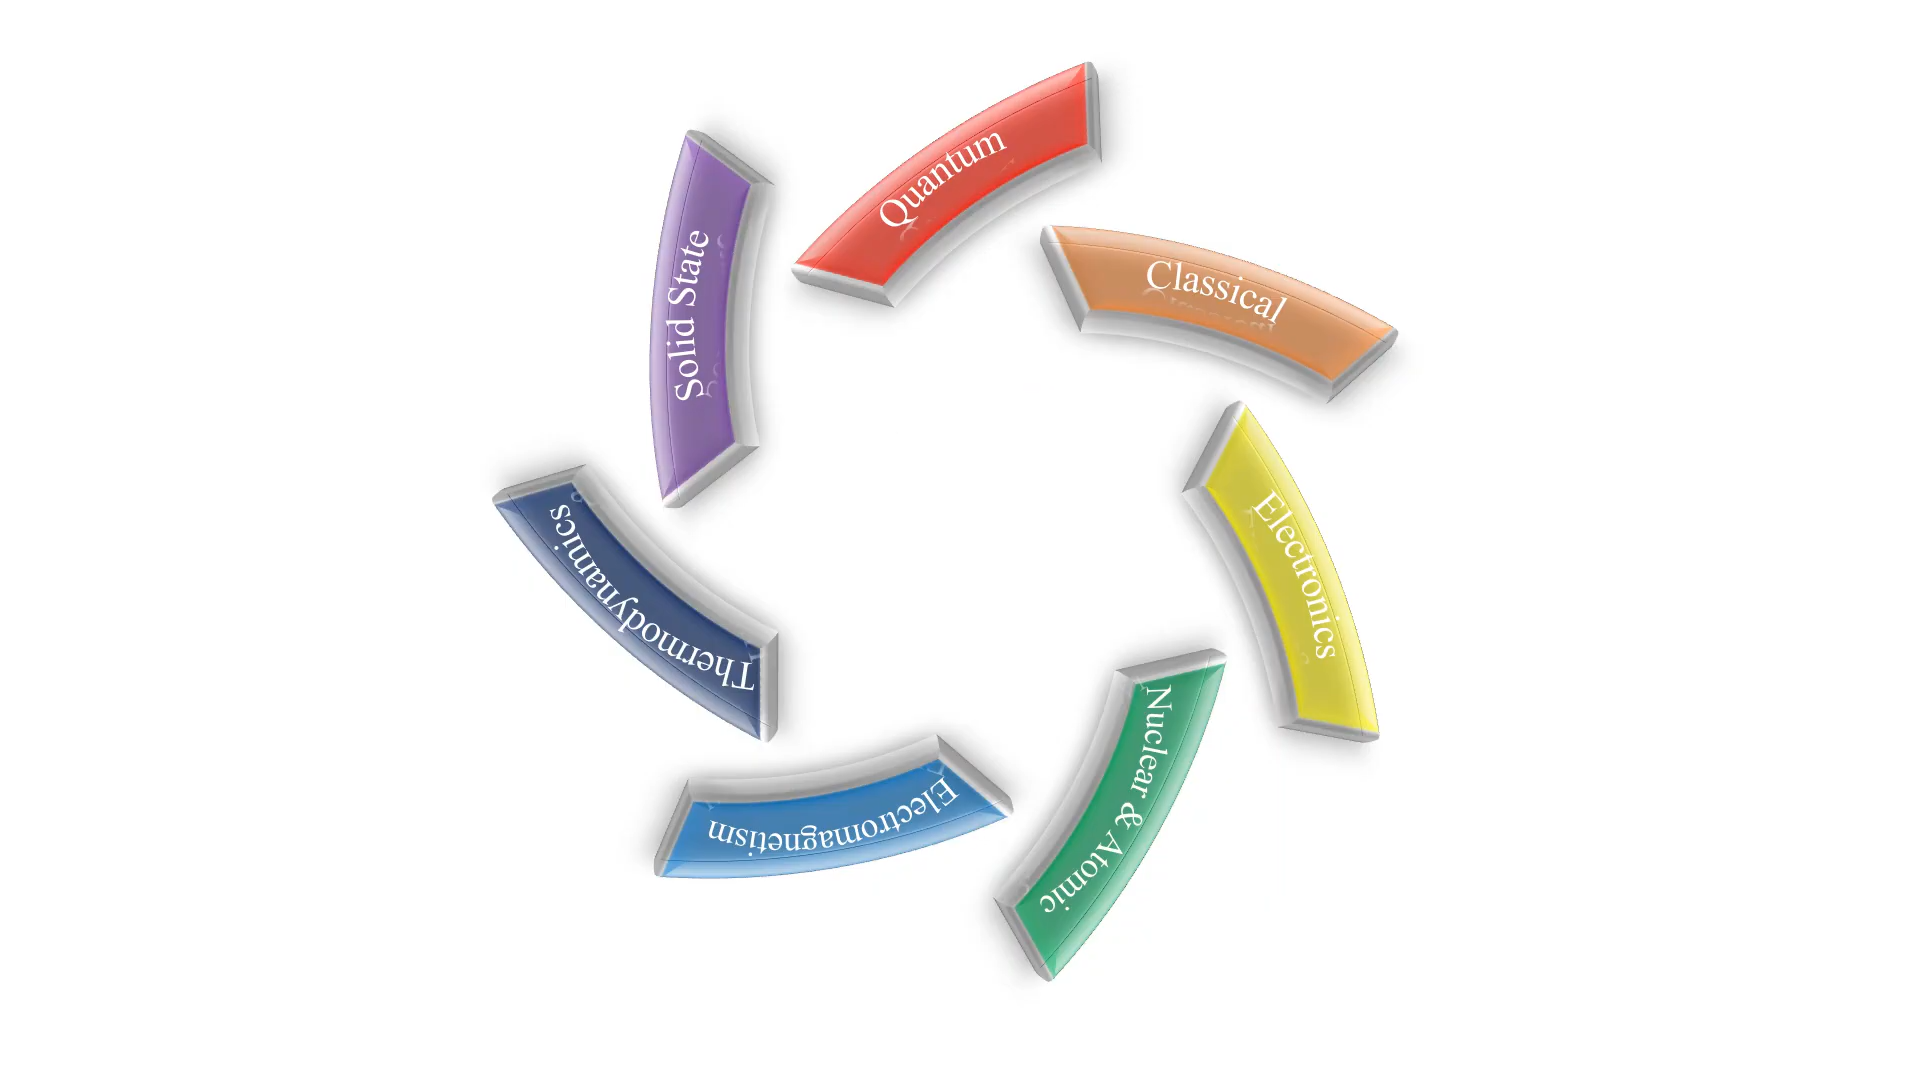 Quantum
Classical
Electronics
Nuclear & Atomic
Electromagnetism
Thermodynamics
Solid State